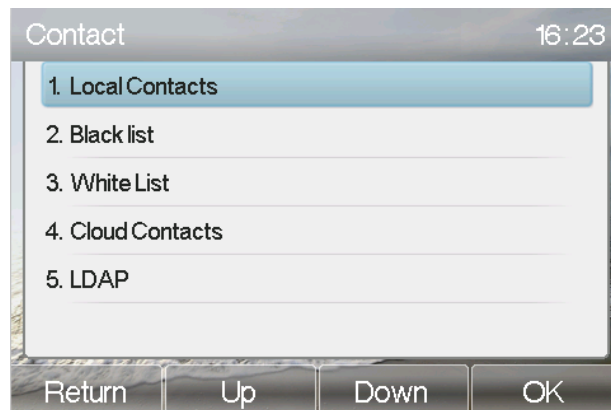 Contact 16:23
1. Local Contacts
2. Black list
3. White List
4. Cloud Contacts
5. LDAP
Return Up Down OK